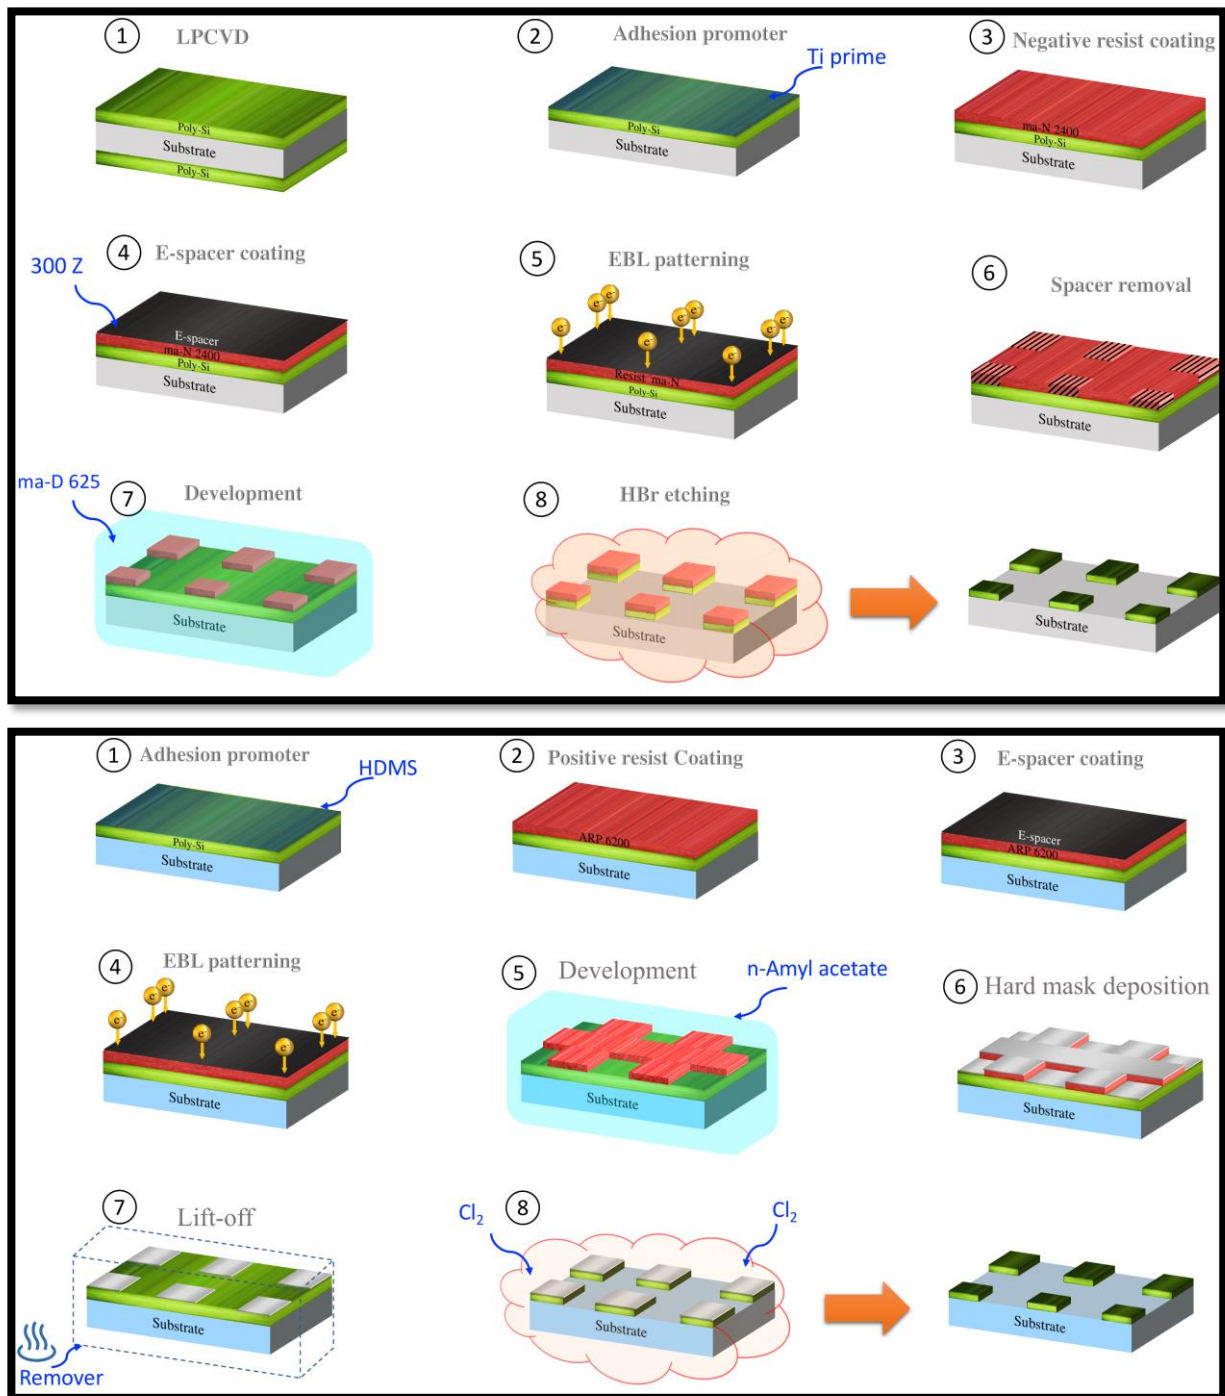 1 LPCVD
Poly-Si
Substrate
Poly-Si
2 Adhesion promoter
Ti prime
Poly-Si
Substrate
3 Negative resist coating
ma-N 2400
Poly-Si
Substrate
4 E-spacer coating
300 Z
E-spacer
ma-N 2400
Poly-Si
Substrate
5 EBL patterning
e- e- e- e- e- e- e- e- e-
Resist ma-N
Poly-Si
Substrate
6 Spacer removal
Substrate
7 Development
ma-D 625
Substrate
8 HBr etching
Substrate
1 Adhesion promoter
HDMS
Poly-Si
Substrate
2 Positive resist Coating
ARP 6200
Substrate
3 E-spacer coating
E-spacer
ARP 6200
Substrate
4 EBL patterning
e- e- e- e- e- e- e- e- e-
Substrate
5 Development
n-Amyl acetate
Substrate
6 Hard mask deposition
Substrate
7 Lift-off
Substrate
Remover
8
Cl₂ Cl₂
Substrate